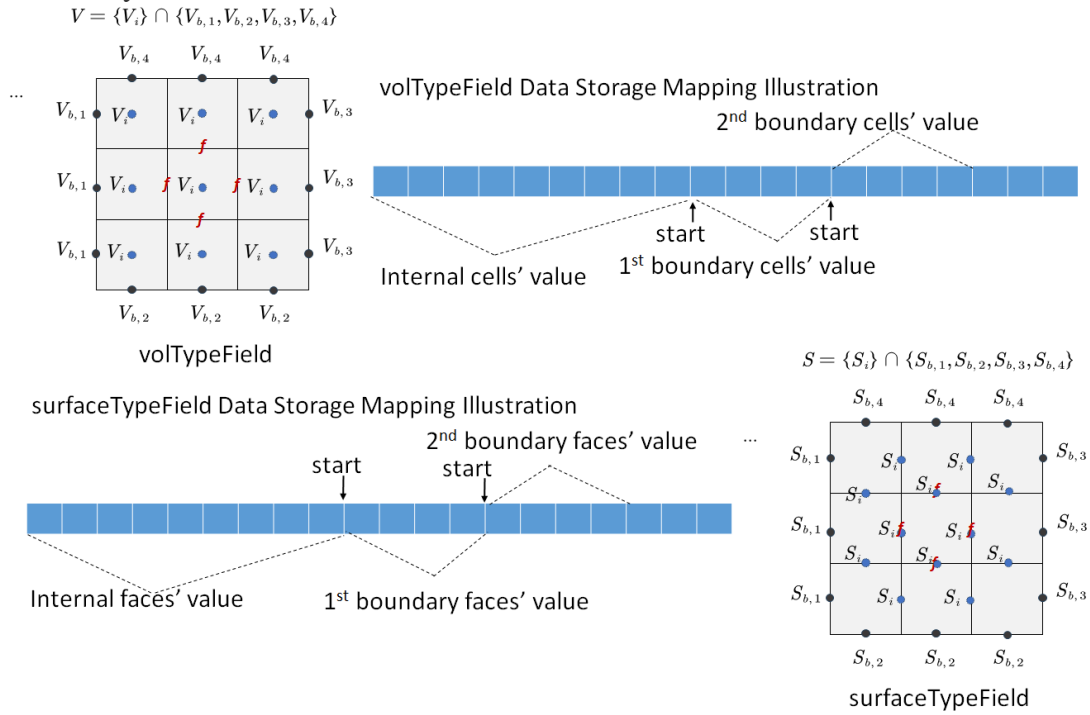 V = {V_i} ∩ {V_{b,1}, V_{b,2}, V_{b,3}, V_{b,4}}
V_{b,4} V_{b,4} V_{b,4}
...
V_{b,1} V_i V_i V_i V_{b,3}
f
V_{b,1} V_i f V_i f V_i V_{b,3}
f
V_{b,1} V_i V_i V_i V_{b,3}
V_{b,2} V_{b,2} V_{b,2}
volTypeField
volTypeField Data Storage Mapping Illustration
2nd boundary cells' value
start
start
1st boundary cells' value
Internal cells' value
surfaceTypeField Data Storage Mapping Illustration
2nd boundary faces' value
start
start
Internal faces' value
1st boundary faces' value
S = {S_i} ∩ {S_{b,1}, S_{b,2}, S_{b,3}, S_{b,4}}
S_{b,4} S_{b,4} S_{b,4}
...
S_{b,1} S_i S_i S_{b,3}
S_i S_i f S_i
S_{b,1} S_i f S_i f S_{b,3}
S_i S_i f S_i
S_{b,1} S_i S_i S_{b,3}
S_{b,2} S_{b,2} S_{b,2}
surfaceTypeField